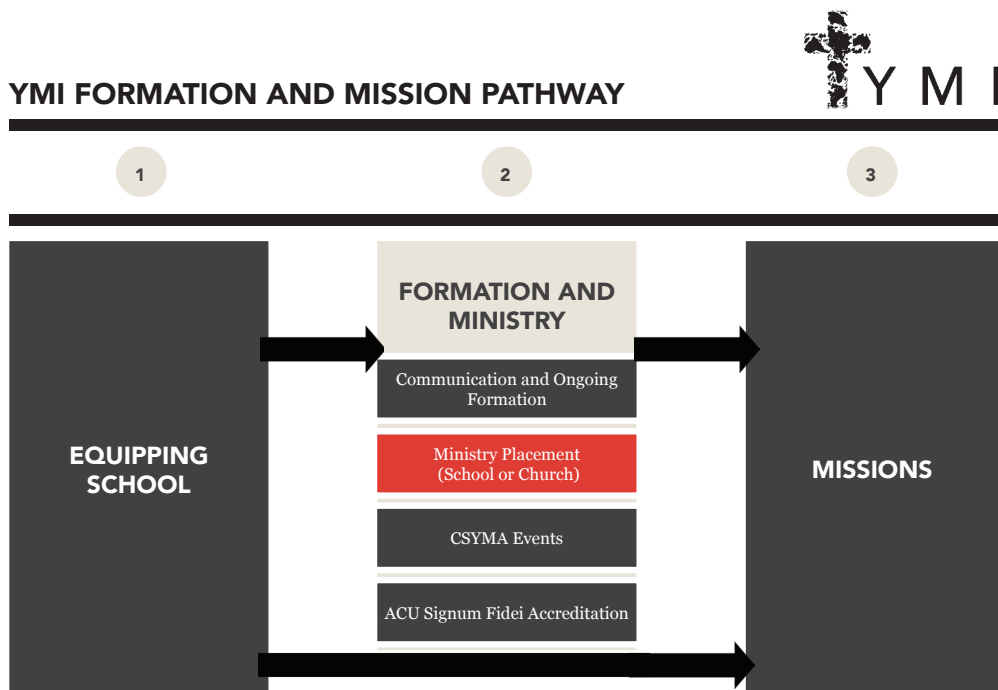 YMI FORMATION AND MISSION PATHWAY
Y M I
1
2
3
EQUIPPING
SCHOOL
FORMATION AND
MINISTRY
Communication and Ongoing
Formation
Ministry Placement
(School or Church)
CSYMA Events
ACU Signum Fidei Accreditation
MISSIONS